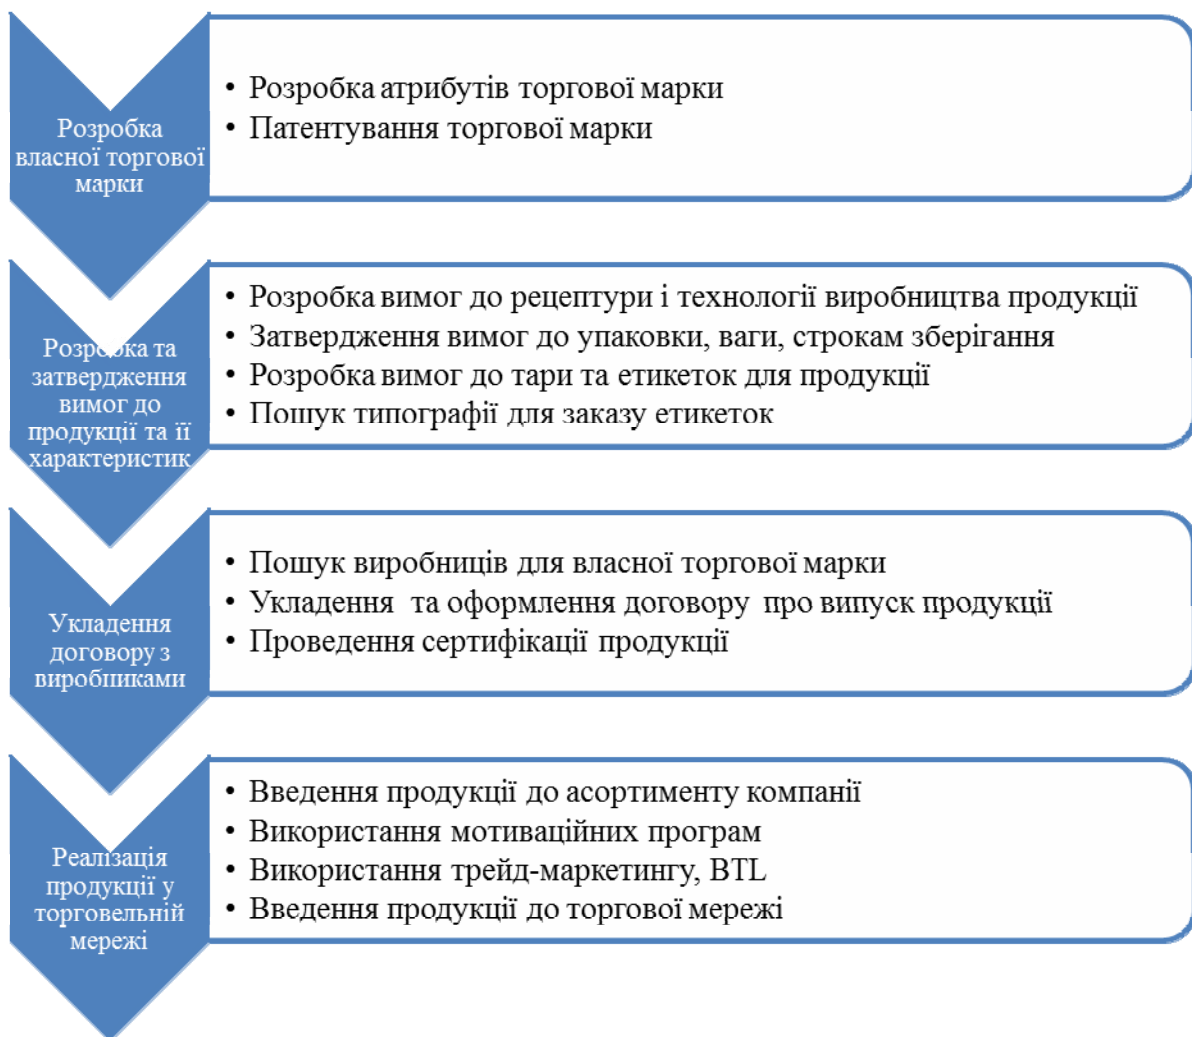 Розробка
власної торгової
марки
• Розробка атрибутів торгової марки
• Патентування торгової марки
Розробка та
затвердження
вимог до
продукції та її
характеристик
• Розробка вимог до рецептури і технології виробництва продукції
• Затвердження вимог до упаковки, ваги, строкам зберігання
• Розробка вимог до тари та етикеток для продукції
• Пошук типографії для заказу етикеток
Укладення
договору з
виробниками
• Пошук виробниців для власної торгової марки
• Укладення та оформлення договору про випуск продукції
• Проведення сертифікації продукції
Реалізація
продукції у
торговельній
мережі
• Введення продукції до асортименту компанії
• Використання мотиваційних програм
• Використання трейд-маркетингу, BTL
• Введення продукції до торгової мережі